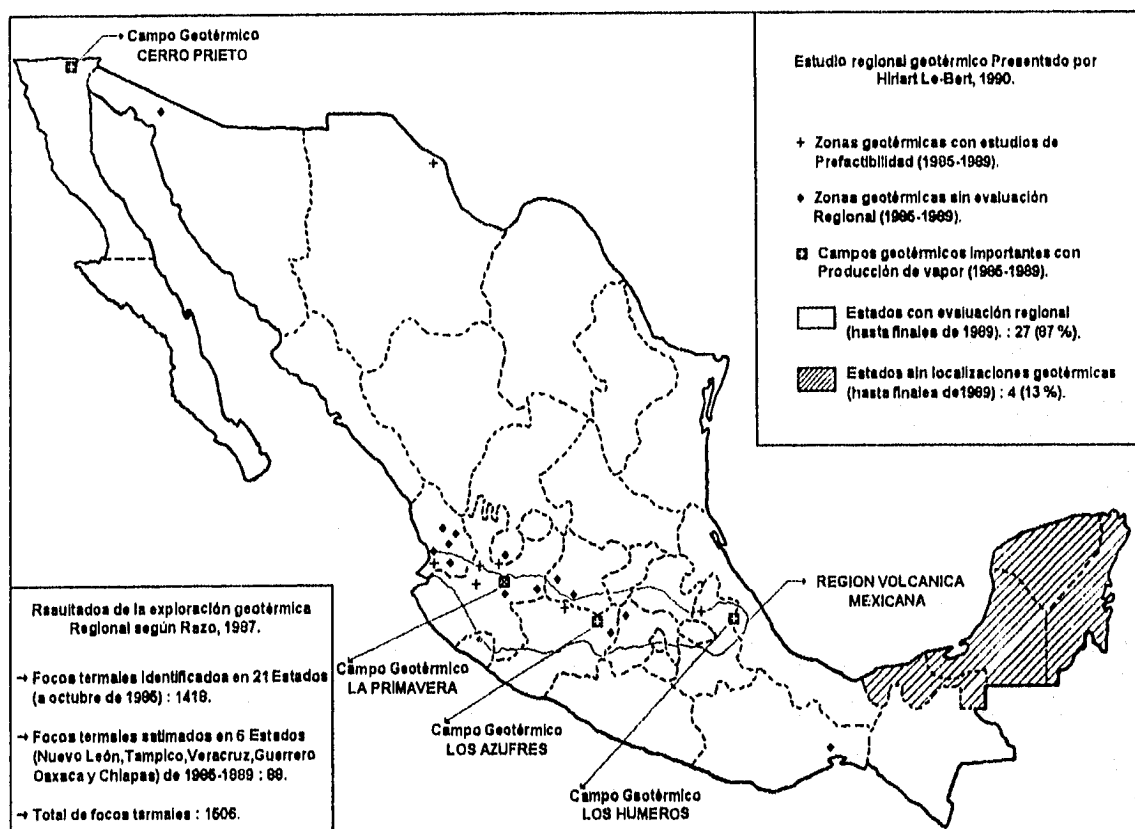 Campo Geotérmico
CERRO PRIETO
Estudio regional geotérmico Presentado por
Hiriart Le-Bert, 1990.
+ Zonas geotérmicas con estudios de
Prefactibilidad (1985-1989).
Zonas geotérmicas sin evaluación
Regional (1985-1989).
Campos geotérmicos Importantes con
Producción de vapor (1985-1989).
Estados con evaluación regional
(hasta finales de 1989). : 27 (87 %).
Estados sin localizaciones geotérmicas
(hasta finales de1989) : 4 (13 %).
REGION VOLCANICA
MEXICANA
Resultados de la exploración geotérmica
Regional según Razo, 1987.
→ Focos termales Identificados en 21 Estados
(a octubre de 1985) : 1418.
→ Focos termales estimados en 6 Estados
(Nuevo León,Tampico,Veracruz,Guerrero
Oaxaca y Chiapas) de 1985-1889 : 88.
→ Total de focos termales : 1506.
Campo Geotérmico
LA PRIMAVERA
Campo Geotérmico
LOS AZUFRES
Campo Geotérmico
LOS HUMEROS